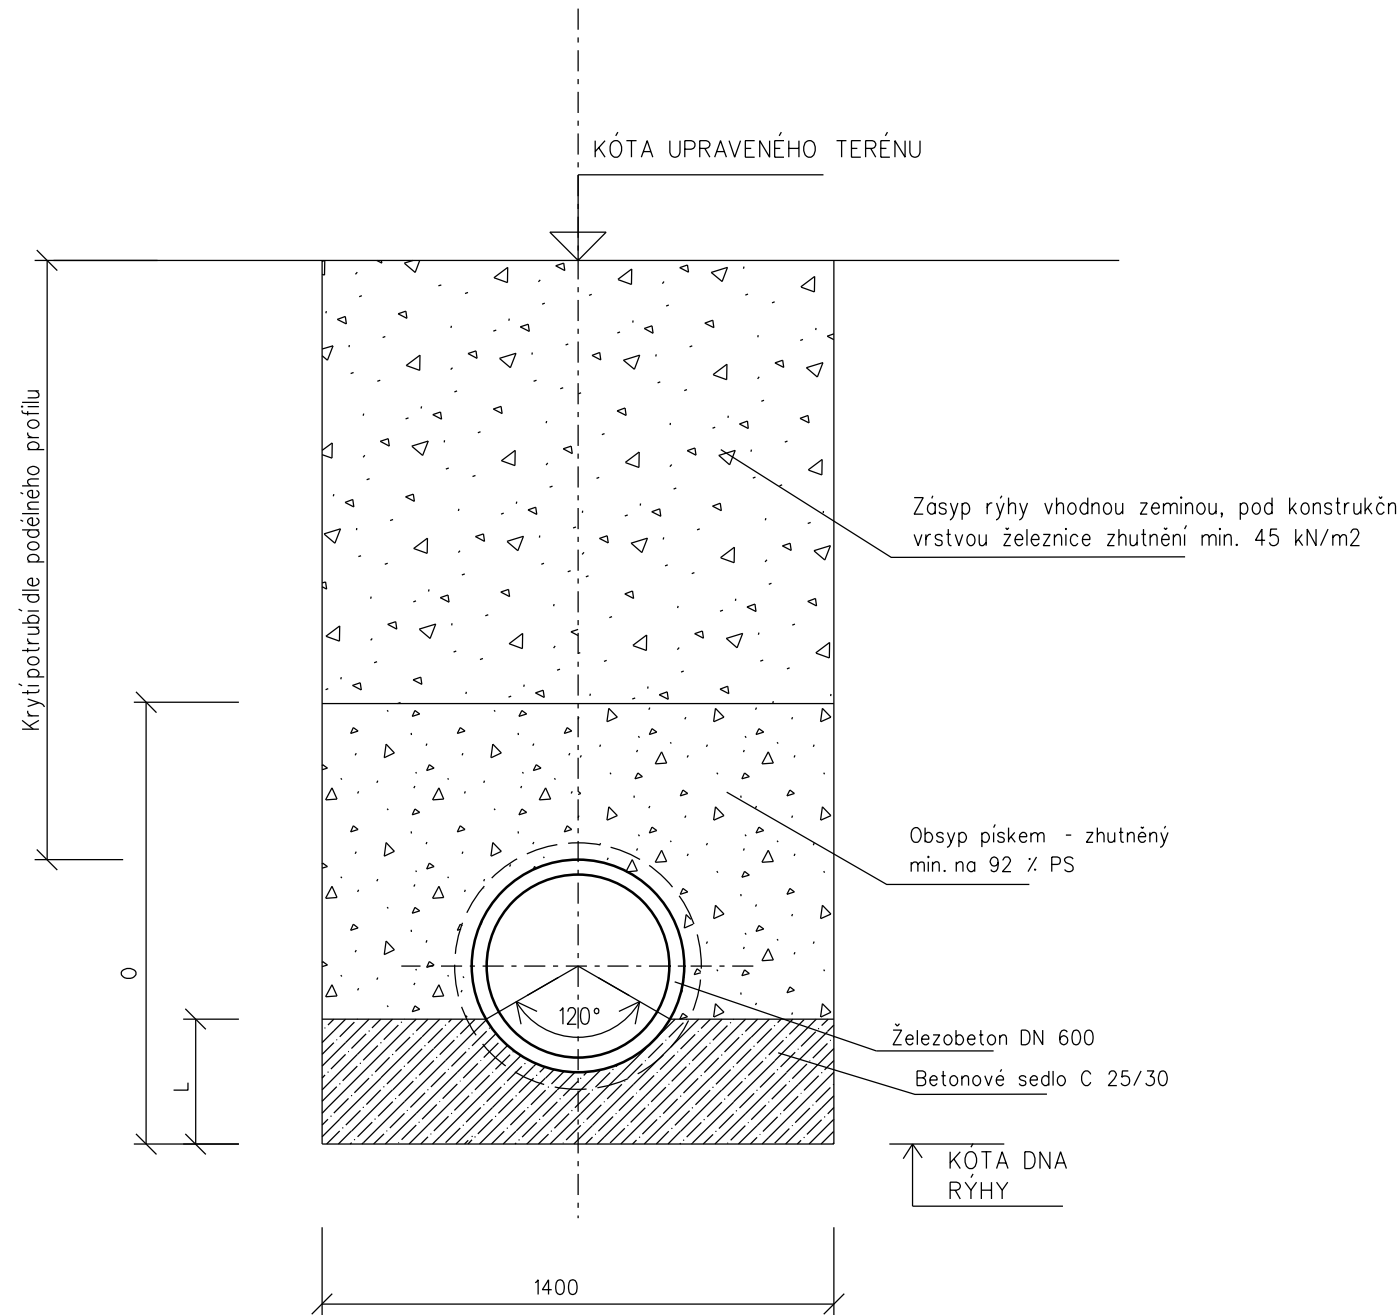 KÓTA UPRAVENÉHO TERÉNU
Krytí potrubí dle podélného profilu
Zásyp rýhy vhodnou zeminou, pod konstrukčn
vrstvou železnice zhutnění min. 45 kN/m2
Obsyp pískem - zhutněný
min. na 92 % PS
O
120°
Železobeton DN 600
Betonové sedlo C 25/30
L
KÓTA DNA
RÝHY
1400